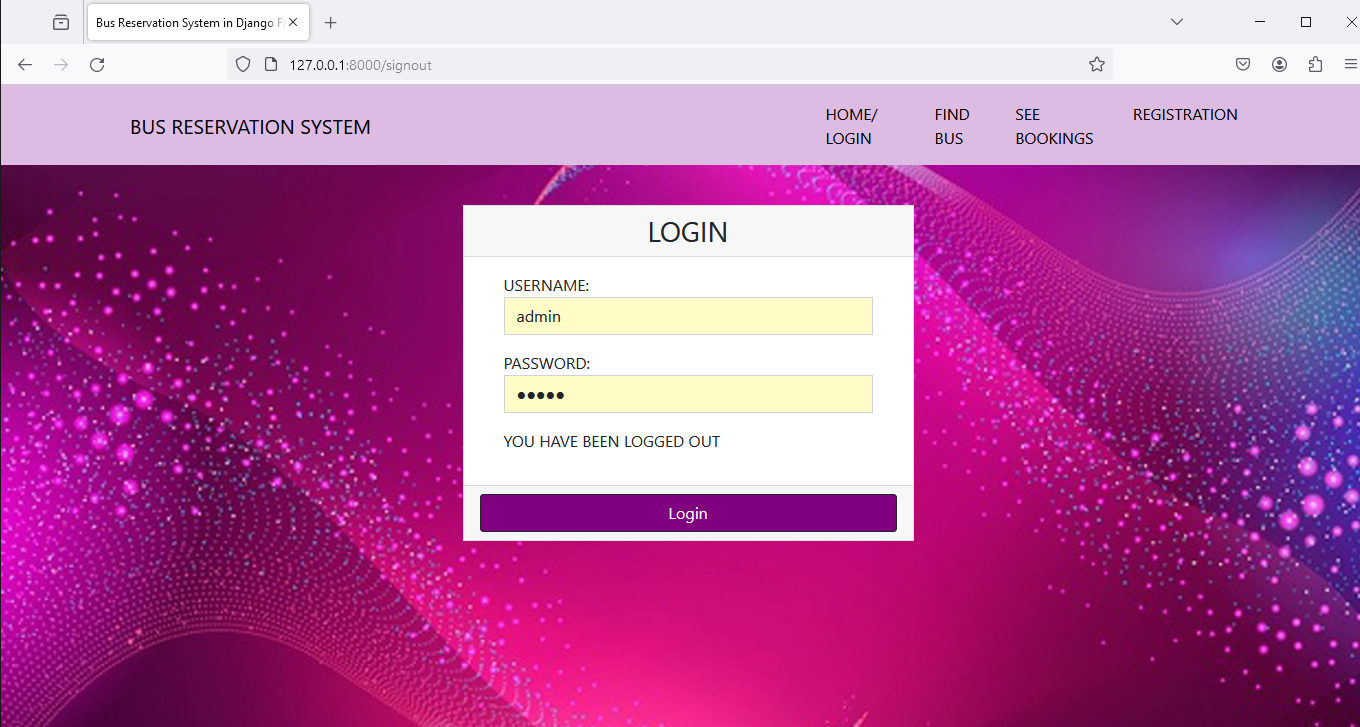 Bus Reservation System in Django
127.0.0.1:8000/signout
BUS RESERVATION SYSTEM
HOME/
LOGIN
FIND
BUS
SEE
BOOKINGS
REGISTRATION
LOGIN
USERNAME:
admin
PASSWORD:
•••••
YOU HAVE BEEN LOGGED OUT
Login